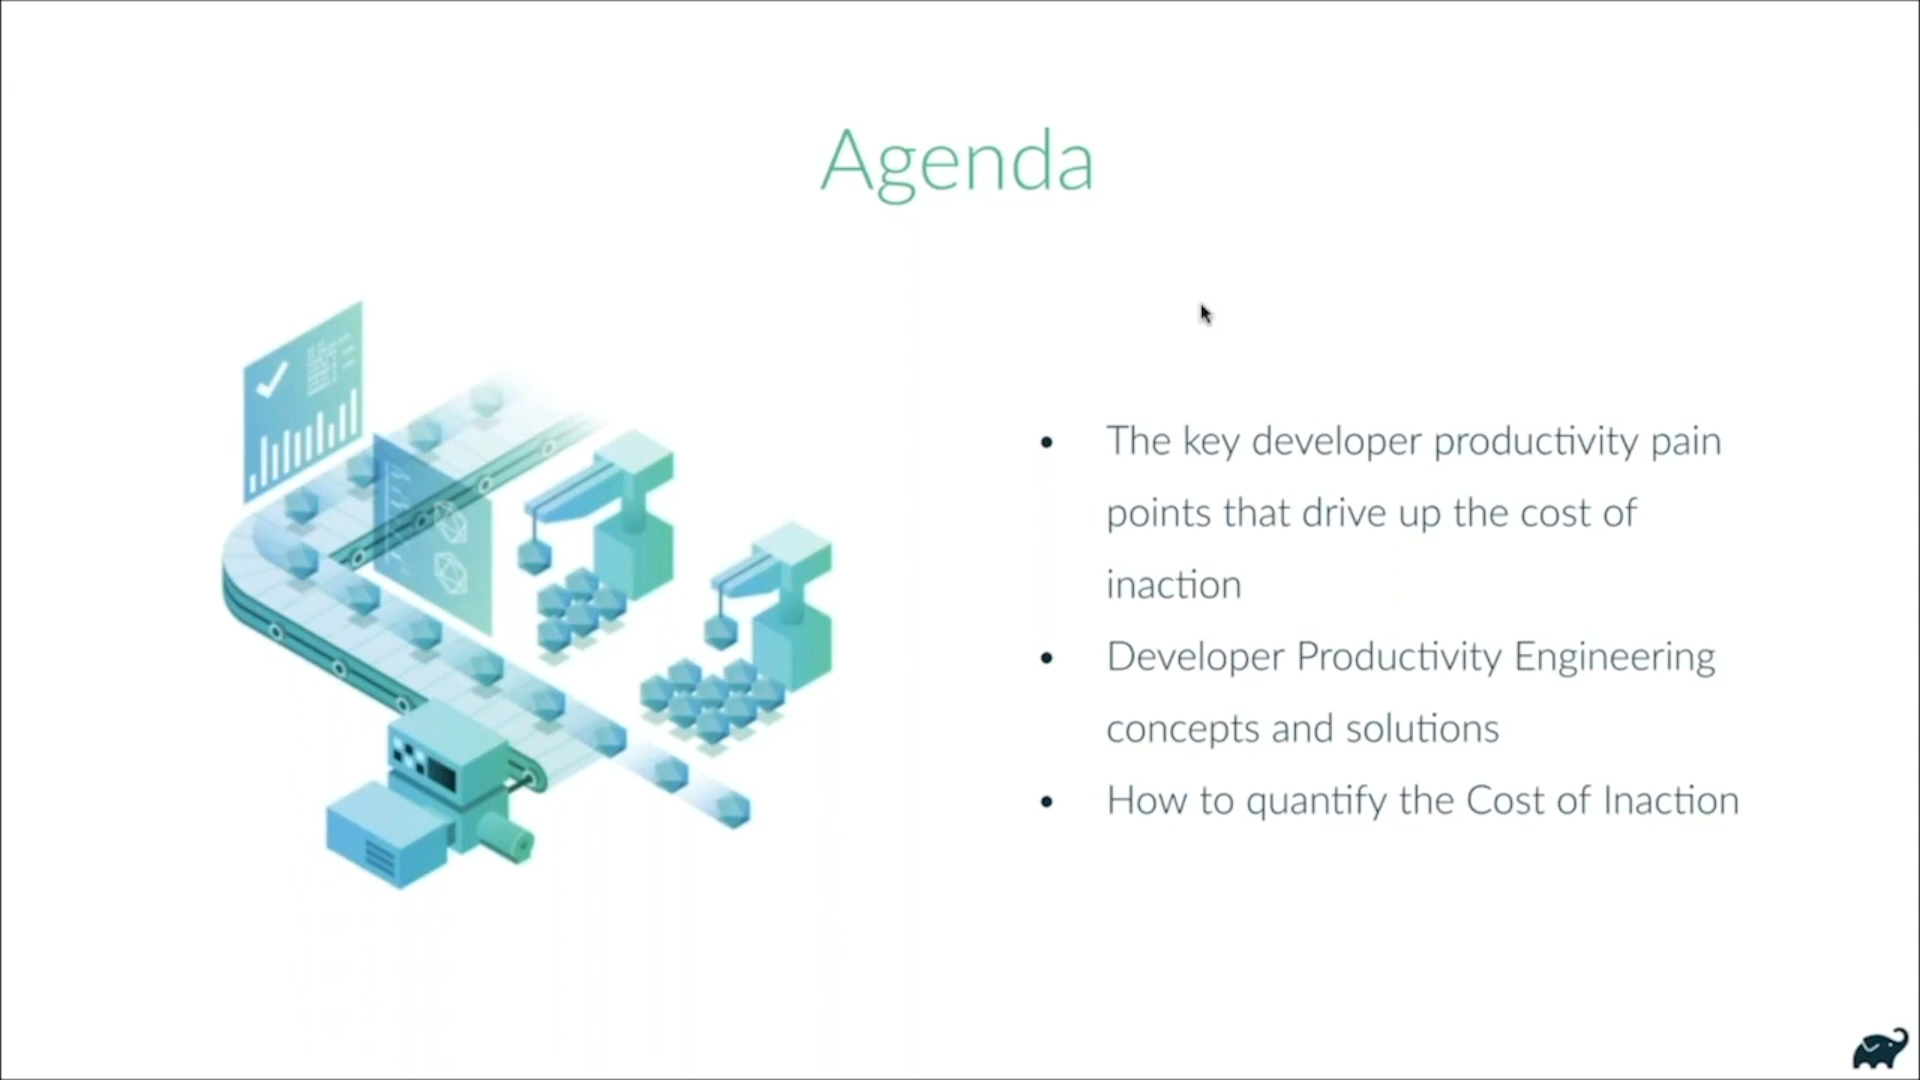 Agenda
• The key developer productivity pain
points that drive up the cost of
inaction
• Developer Productivity Engineering
concepts and solutions
• How to quantify the Cost of Inaction